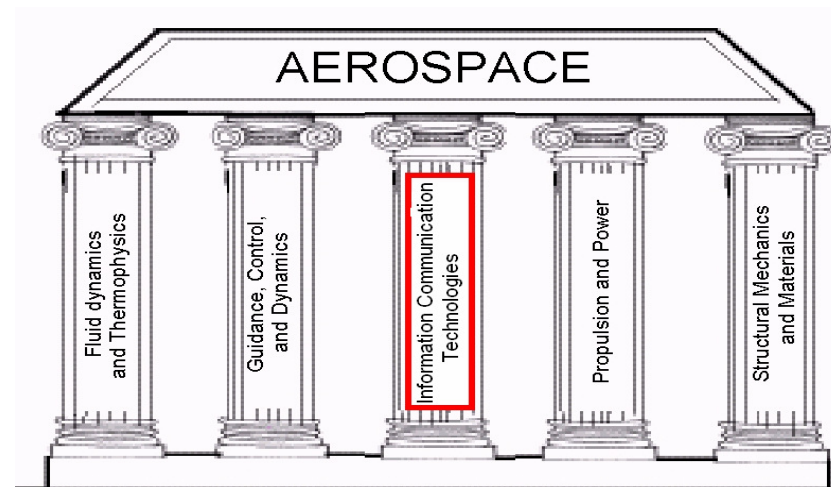 AEROSPACE
Fluid dynamics
and Thermophysics
Guidance, Control,
and Dynamics
Information Communication
Technologies
Propulsion and Power
Structural Mechanics
and Materials